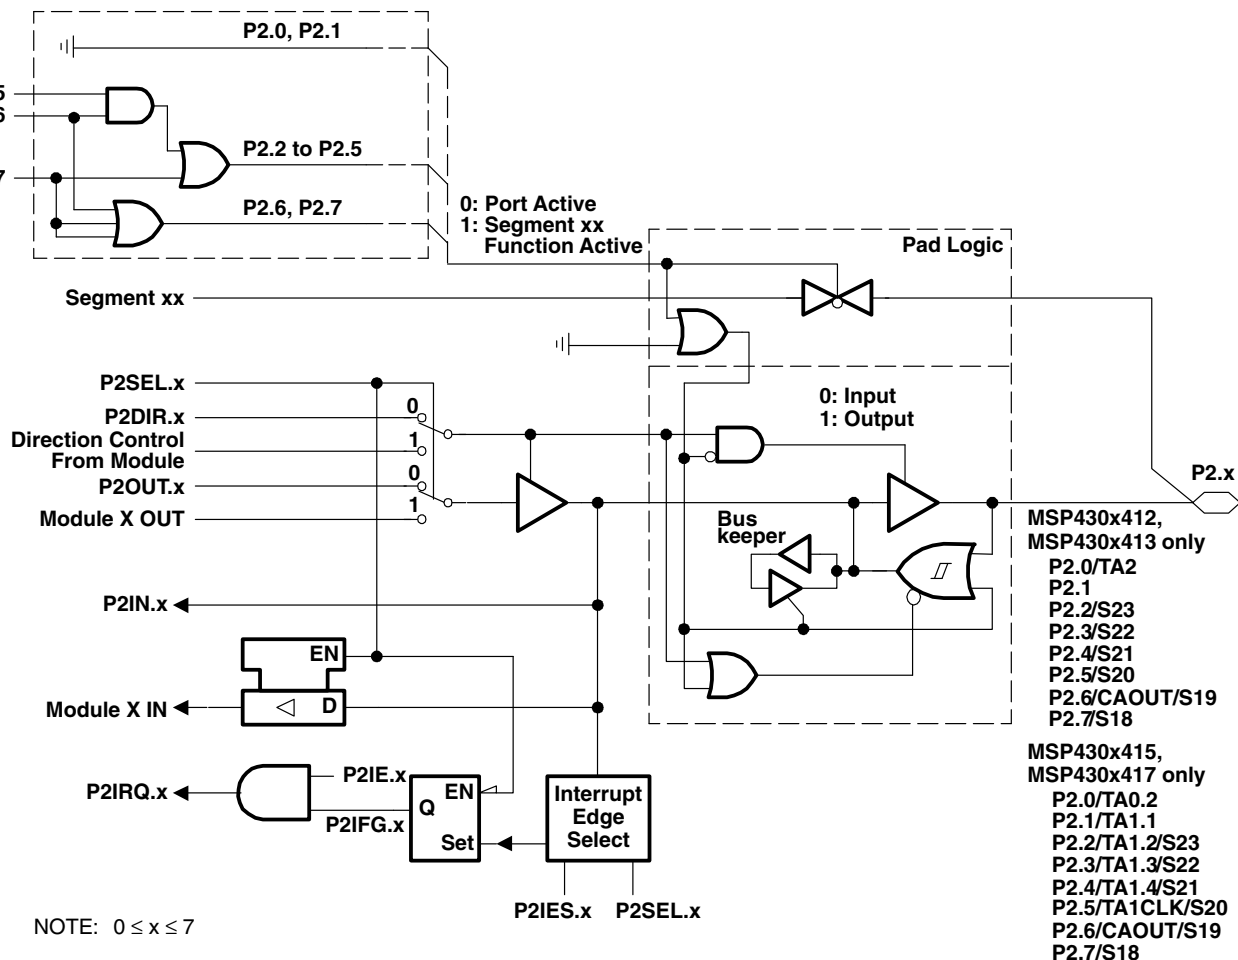 P2.0, P2.1
5
6
P2.2 to P2.5
7
P2.6, P2.7
0: Port Active
1: Segment xx
Function Active
Pad Logic
Segment xx
P2SEL.x
0: Input
1: Output
P2DIR.x
0
Direction Control
From Module
1
P2OUT.x
0
Module X OUT
1
P2.x
Bus
keeper
MSP430x412,
MSP430x413 only
P2.0/TA2
P2.1
P2.2/S23
P2.3/S22
P2.4/S21
P2.5/S20
P2.6/CAOUT/S19
P2.7/S18
P2IN.x
EN
Module X IN
D
MSP430x415,
MSP430x417 only
P2.0/TA0.2
P2.1/TA1.1
P2.2/TA1.2/S23
P2.3/TA1.3/S22
P2.4/TA1.4/S21
P2.5/TA1CLK/S20
P2.6/CAOUT/S19
P2.7/S18
P2IE.x
P2IRQ.x
P2IFG.x
EN
Q
Set
Interrupt
Edge
Select
P2IES.x
P2SEL.x
NOTE: 0 ≤ x ≤ 7